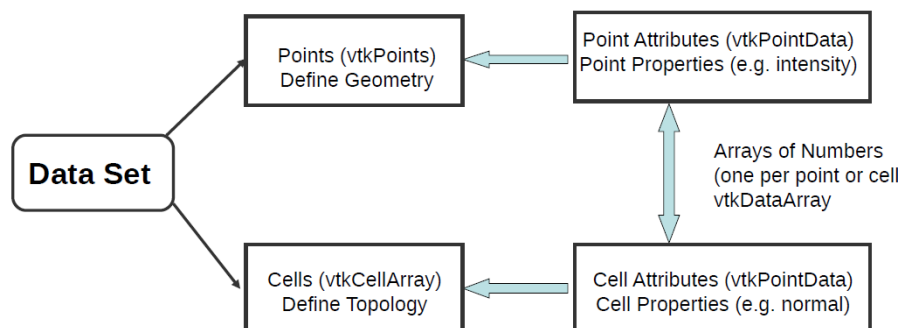 Data Set
Points (vtkPoints)
Define Geometry
Point Attributes (vtkPointData)
Point Properties (e.g. intensity)
Arrays of Numbers
(one per point or cell
vtkDataArray
Cells (vtkCellArray)
Define Topology
Cell Attributes (vtkPointData)
Cell Properties (e.g. normal)